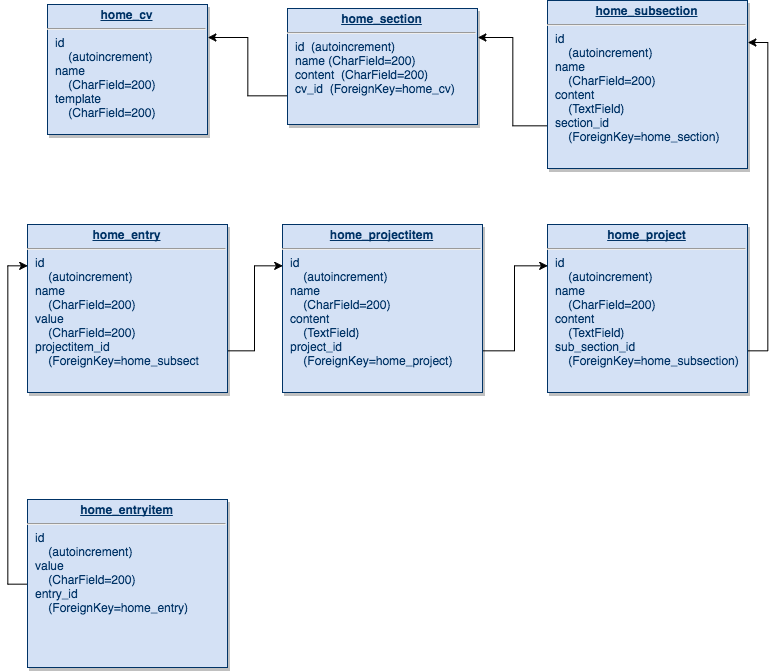 home_cv
id
(autoincrement)
name
(CharField=200)
template
(CharField=200)
home_section
id (autoincrement)
name (CharField=200)
content (CharField=200)
cv_id (ForeignKey=home_cv)
home_subsection
id
(autoincrement)
name
(CharField=200)
content
(TextField)
section_id
(ForeignKey=home_section)
home_entry
id
(autoincrement)
name
(CharField=200)
value
(CharField=200)
projectitem_id
(ForeignKey=home_subsect
home_projectitem
id
(autoincrement)
name
(CharField=200)
content
(TextField)
project_id
(ForeignKey=home_project)
home_project
id
(autoincrement)
name
(CharField=200)
content
(TextField)
sub_section_id
(ForeignKey=home_subsection)
home_entryitem
id
(autoincrement)
value
(CharField=200)
entry_id
(ForeignKey=home_entry)